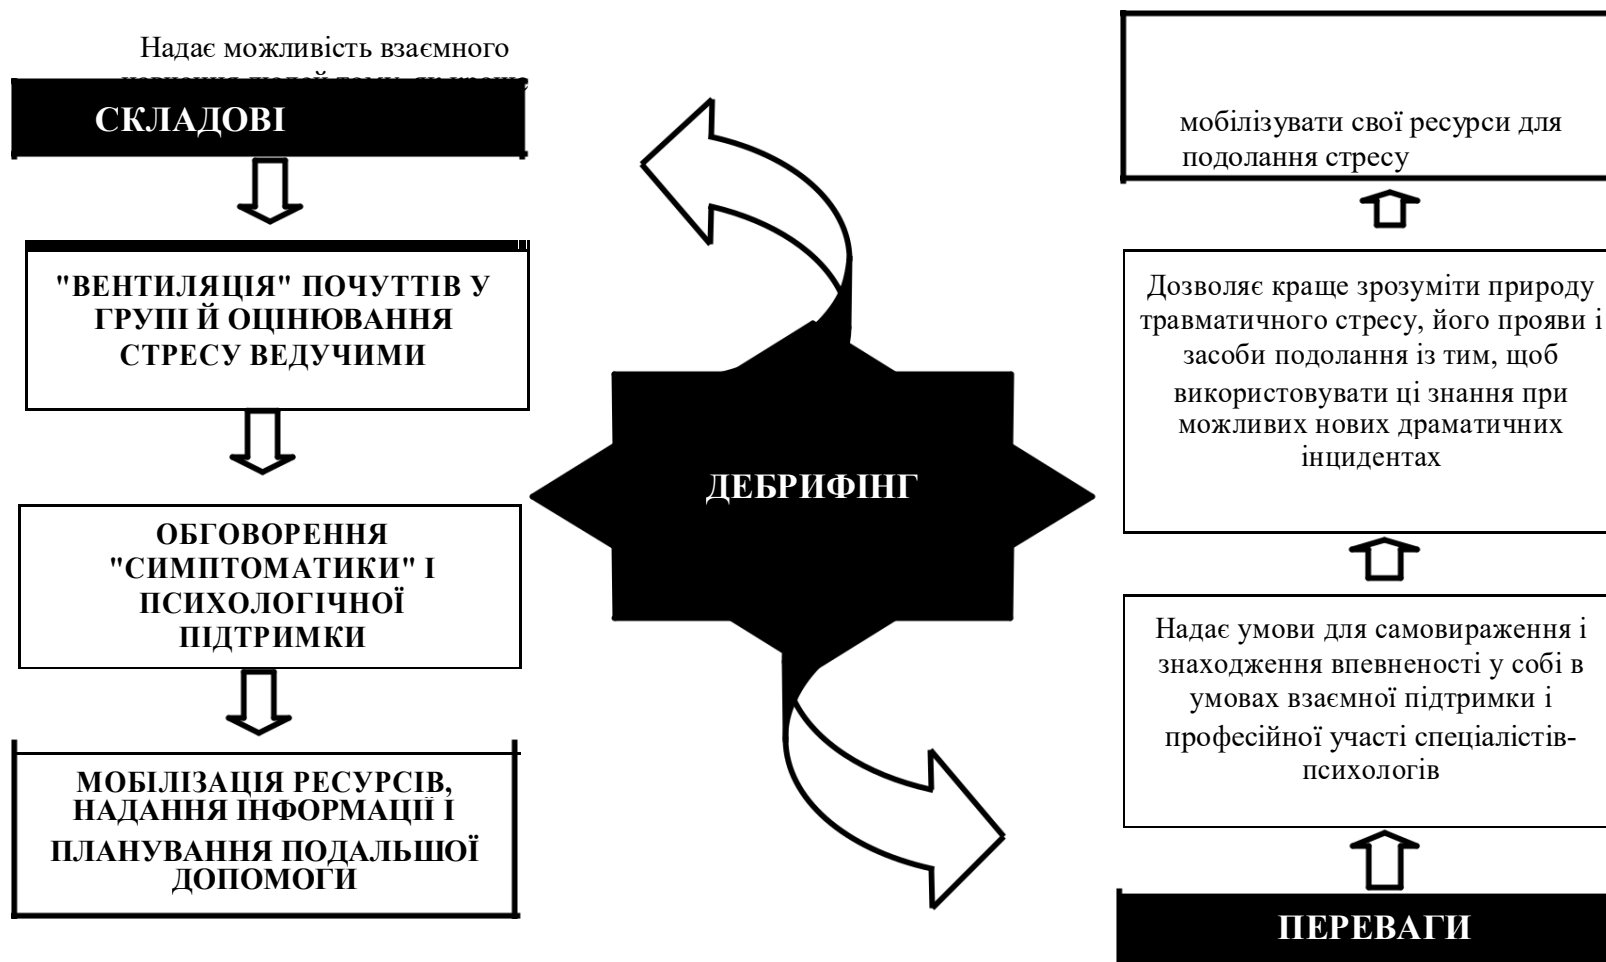 Надає можливість взаємного
СКЛАДОВІ
"ВЕНТИЛЯЦІЯ" ПОЧУТТІВ У
ГРУПІ Й ОЦІНЮВАННЯ
СТРЕСУ ВЕДУЧИМИ
ОБГОВОРЕННЯ
"СИМПТОМАТИКИ" І
ПСИХОЛОГІЧНОЇ
ПІДТРИМКИ
МОБІЛІЗАЦІЯ РЕСУРСІВ,
НАДАННЯ ІНФОРМАЦІЇ І
ПЛАНУВАННЯ ПОДАЛЬШОЇ
ДОПОМОГИ
ДЕБРИФІНГ
мобілізувати свої ресурси для
подолання стресу
Дозволяє краще зрозуміти природу
травматичного стресу, його прояви і
засоби подолання із тим, щоб
використовувати ці знання при
можливих нових драматичних
інцидентах
Надає умови для самовираження і
знаходження впевненості у собі в
умовах взаємної підтримки і
професійної участі спеціалістів-
психологів
ПЕРЕВАГИ